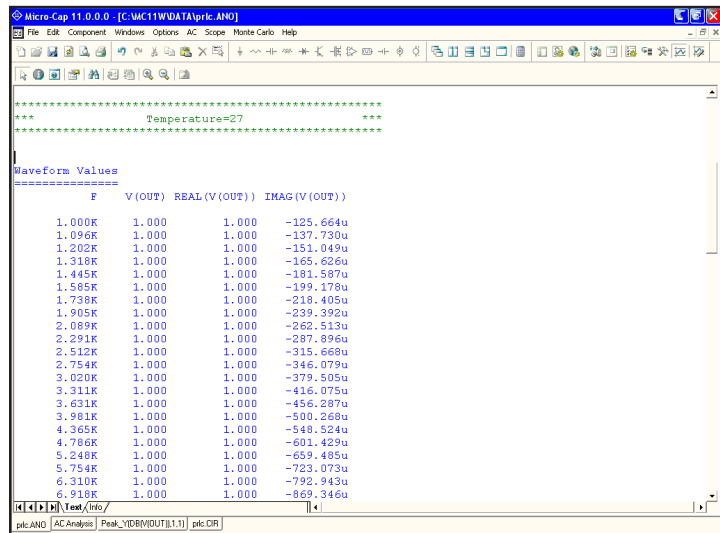 Micro-Cap 11.0.0.0 - [C:\MC11W\DATA\prlc.ANO]
File Edit Component Windows Options AC Scope Monte Carlo Help
*****************************************************
*** Temperature=27 ***
*****************************************************
Waveform Values
===============
F V(OUT) REAL(V(OUT)) IMAG(V(OUT))
1.000K 1.000 1.000 -125.664u
1.096K 1.000 1.000 -137.730u
1.202K 1.000 1.000 -151.049u
1.318K 1.000 1.000 -165.626u
1.445K 1.000 1.000 -181.587u
1.585K 1.000 1.000 -199.178u
1.738K 1.000 1.000 -218.405u
1.905K 1.000 1.000 -239.392u
2.089K 1.000 1.000 -262.513u
2.291K 1.000 1.000 -287.896u
2.512K 1.000 1.000 -315.668u
2.754K 1.000 1.000 -346.079u
3.020K 1.000 1.000 -379.505u
3.311K 1.000 1.000 -416.075u
3.631K 1.000 1.000 -456.287u
3.981K 1.000 1.000 -500.268u
4.365K 1.000 1.000 -548.524u
4.786K 1.000 1.000 -601.429u
5.248K 1.000 1.000 -659.485u
5.754K 1.000 1.000 -723.073u
6.310K 1.000 1.000 -792.943u
6.918K 1.000 1.000 -869.346u
Text Info
prlc.ANO AC Analysis Peak_Y(DB(V(OUT)),1,1) prlc.CIR